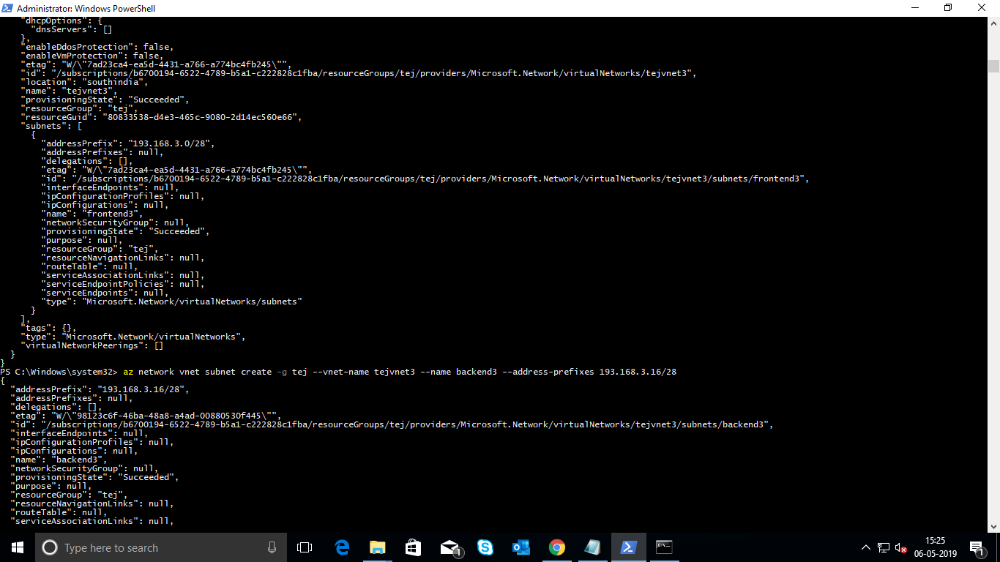 Administrator: Windows PowerShell
    "dhcpOptions": {
      "dnsServers": []
    },
    "enableDdosProtection": false,
    "enableVmProtection": false,
    "etag": "W/\"7ad23ca4-ea5d-4431-a766-a774bc4fb245\"",
    "id": "/subscriptions/b6700194-6522-4789-b5a1-c222828c1fba/resourceGroups/tej/providers/Microsoft.Network/virtualNetworks/tejvnet3",
    "location": "southindia",
    "name": "tejvnet3",
    "provisioningState": "Succeeded",
    "resourceGroup": "tej",
    "resourceGuid": "80833538-d4e3-465c-9080-2d14ec560e66",
    "subnets": [
      {
        "addressPrefix": "193.168.3.0/28",
        "addressPrefixes": null,
        "delegations": [],
        "etag": "W/\"7ad23ca4-ea5d-4431-a766-a774bc4fb245\"",
        "id": "/subscriptions/b6700194-6522-4789-b5a1-c222828c1fba/resourceGroups/tej/providers/Microsoft.Network/virtualNetworks/tejvnet3/subnets/frontend3",
        "interfaceEndpoints": null,
        "ipConfigurationProfiles": null,
        "ipConfigurations": null,
        "name": "frontend3",
        "networkSecurityGroup": null,
        "provisioningState": "Succeeded",
        "purpose": null,
        "resourceGroup": "tej",
        "resourceNavigationLinks": null,
        "routeTable": null,
        "serviceAssociationLinks": null,
        "serviceEndpointPolicies": null,
        "serviceEndpoints": null,
        "type": "Microsoft.Network/virtualNetworks/subnets"
      }
    ],
    "tags": {},
    "type": "Microsoft.Network/virtualNetworks",
    "virtualNetworkPeerings": []
  }
}
PS C:\Windows\system32> az network vnet subnet create -g tej --vnet-name tejvnet3 --name backend3 --address-prefixes 193.168.3.16/28
{
  "addressPrefix": "193.168.3.16/28",
  "addressPrefixes": null,
  "delegations": [],
  "etag": "W/\"98123c6f-46ba-48a8-a4ad-00880530f445\"",
  "id": "/subscriptions/b6700194-6522-4789-b5a1-c222828c1fba/resourceGroups/tej/providers/Microsoft.Network/virtualNetworks/tejvnet3/subnets/backend3",
  "interfaceEndpoints": null,
  "ipConfigurationProfiles": null,
  "ipConfigurations": null,
  "name": "backend3",
  "networkSecurityGroup": null,
  "provisioningState": "Succeeded",
  "purpose": null,
  "resourceGroup": "tej",
  "resourceNavigationLinks": null,
  "routeTable": null,
  "serviceAssociationLinks": null,
Type here to search
1
15:25
06-05-2019
1